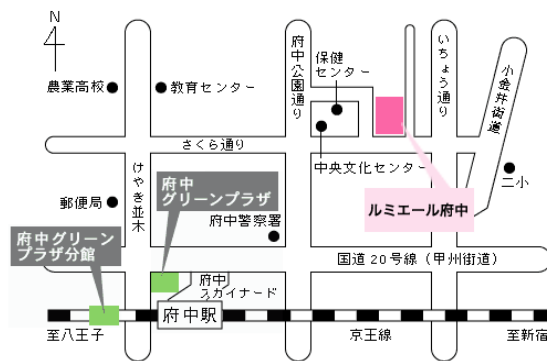 N
農業高校
教育センター
府中公園通り
保健
センター
いちょう通り
小金井街道
さくら通り
中央文化センター
二小
けやき並木
郵便局
府中
グリーンプラザ
府中警察署
ルミエール府中
府中グリーン
プラザ分館
国道20号線（甲州街道）
府中
スカイナード
府中駅
至八王子
京王線
至新宿